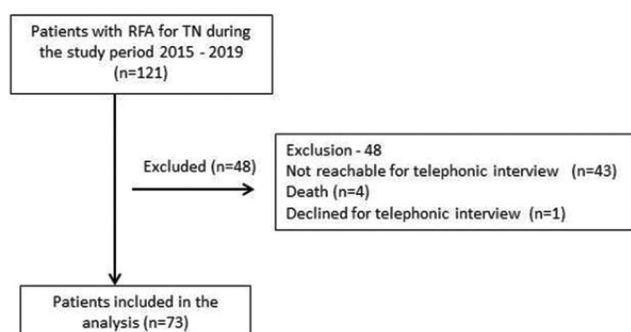 Patients with RFA for TN during
the study period 2015 - 2019
(n=121)
Excluded (n=48)
Exclusion - 48
Not reachable for telephonic interview (n=43)
Death (n=4)
Declined for telephonic interview (n=1)
Patients included in the
analysis (n=73)